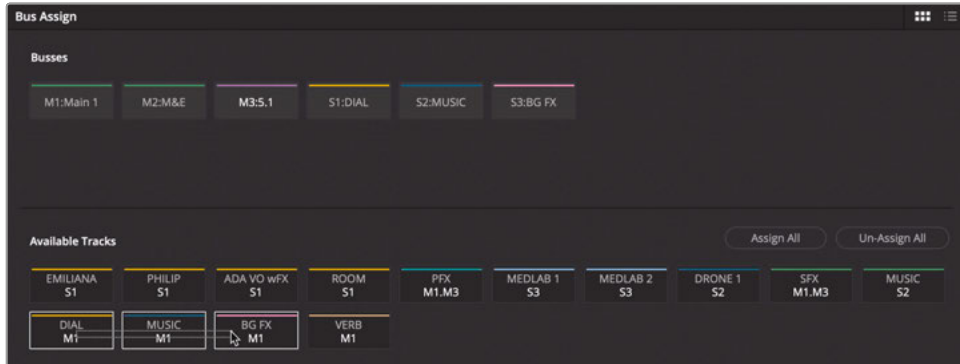 Bus Assign
Busses
M1:Main 1 M2:M&E M3:5.1 S1:DIAL S2:MUSIC S3:BG FX
Available Tracks Assign All Un-Assign All
EMILIANA PHILIP ADA VO wFX ROOM PFX MEDLAB 1 MEDLAB 2 DRONE 1 SFX MUSIC
S1 S1 S1 S1 M1.M3 S3 S3 S2 M1.M3 S2
DIAL MUSIC BG FX VERB
M1 M1 M1 M1